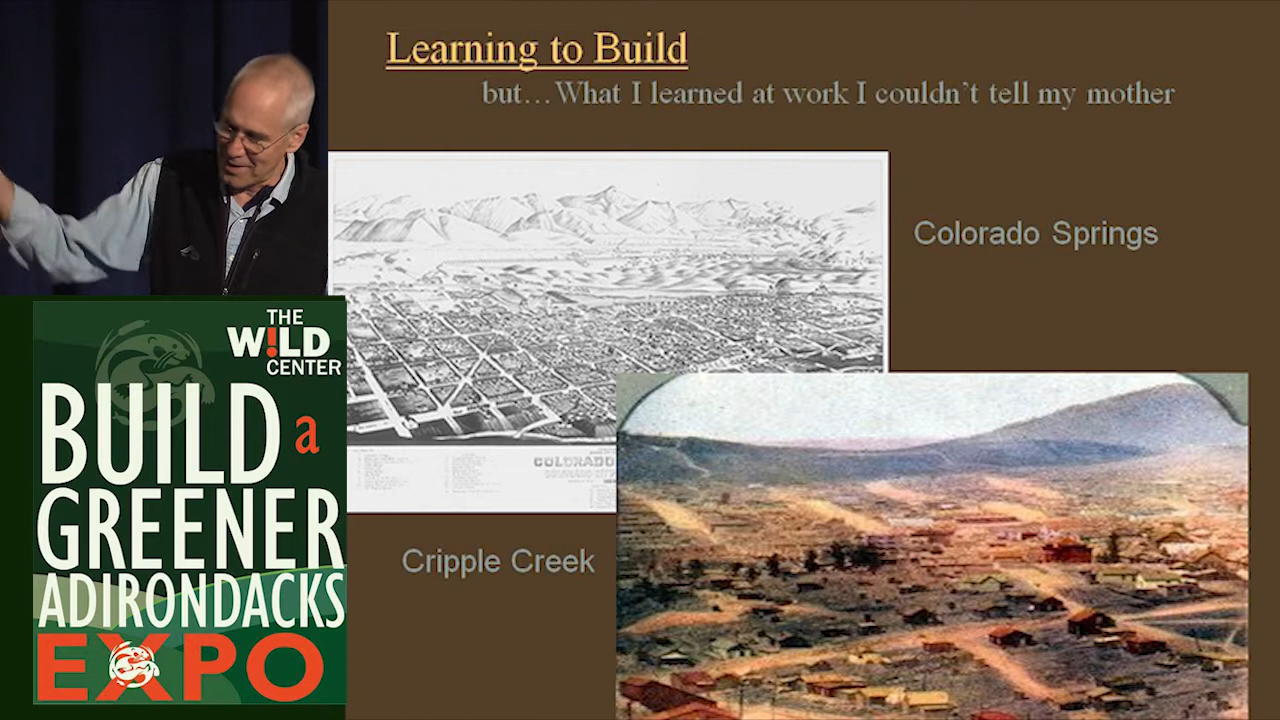 Learning to Build
but…What I learned at work I couldn't tell my mother
Colorado Springs
COLORADO
Cripple Creek
THE
W!LD
CENTER
BUILD a
GREENER
ADIRONDACKS
EXPO